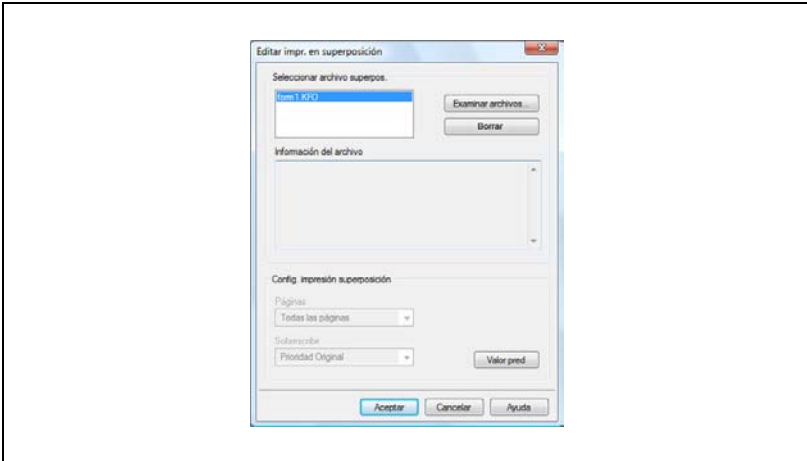 Editar impr. en superposición
Seleccionar archivo superpos.
form1.KFO
Examinar archivos...
Borrar
Información del archivo
Config. impresión superposición
Páginas
Todas las páginas
Sobrescribir
Prioridad Original
Valor pred
Aceptar
Cancelar
Ayuda